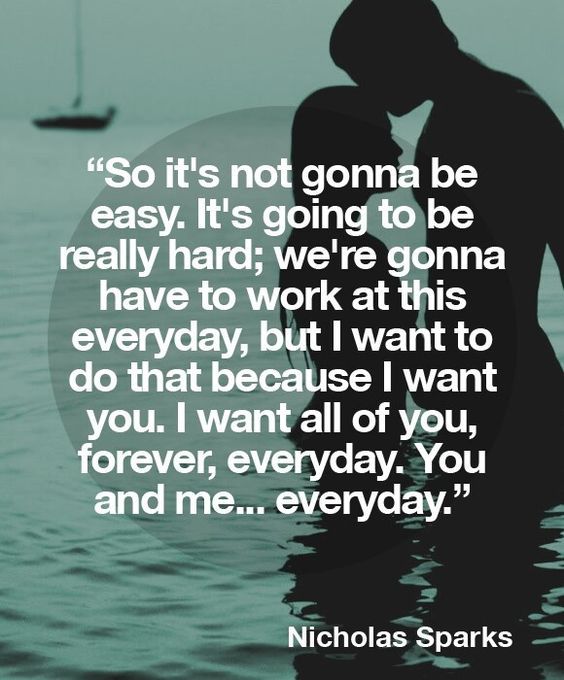 “So it's not gonna be
easy. It's going to be
really hard; we're gonna
have to work at this
everyday, but I want to
do that because I want
you. I want all of you,
forever, everyday. You
and me... everyday.”
Nicholas Sparks